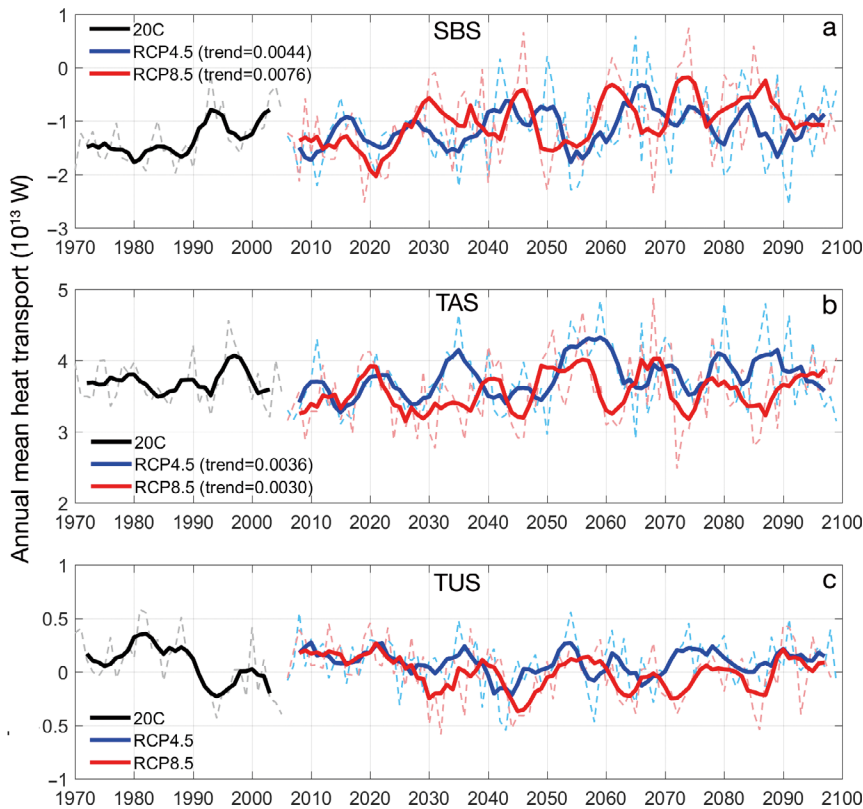 Annual mean heat transport (10¹³ W)
SBS
a
20C
RCP4.5 (trend=0.0044)
RCP8.5 (trend=0.0076)
1
0
−1
−2
−3
1970 1980 1990 2000 2010 2020 2030 2040 2050 2060 2070 2080 2090 2100
TAS
b
5
4
3
2
20C
RCP4.5 (trend=0.0036)
RCP8.5 (trend=0.0030)
1970 1980 1990 2000 2010 2020 2030 2040 2050 2060 2070 2080 2090 2100
TUS
c
1
0.5
0
−0.5
−1
20C
RCP4.5
RCP8.5
1970 1980 1990 2000 2010 2020 2030 2040 2050 2060 2070 2080 2090 2100